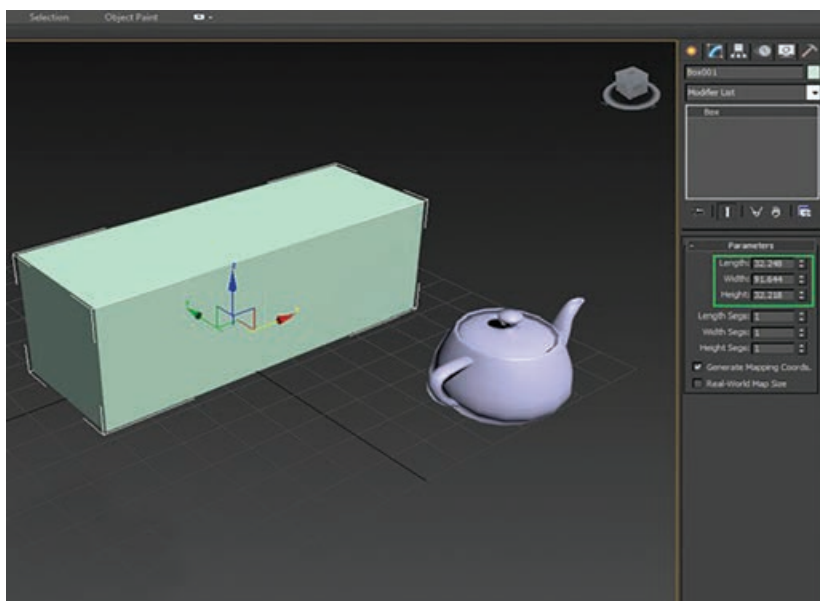 Selection Object Paint
Box001
Modifier List
Box
Parameters
Length: 32.248
Width: 91.644
Height: 32.218
Length Segs: 1
Width Segs: 1
Height Segs: 1
Generate Mapping Coords.
Real-World Map Size